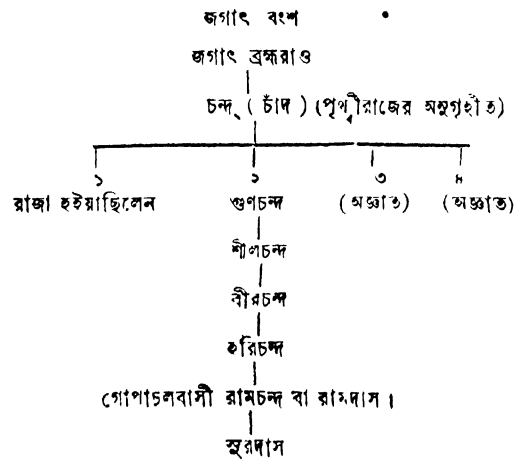 জগাৎ বংশ
জগাৎ ব্রহ্মরাও
চন্দ্ ( চাঁদ ) (পৃথ্বীরাজের অনুগৃহীত)
১ ২ ৩ ৪
রাজা হইয়াছিলেন গুণচন্দ (অজ্ঞাত) (অজ্ঞাত)
শীলচন্দ
বীরচন্দ
হরিচন্দ
গোপাচলবাসী রামচন্দ বা রামদাস।
সুরদাস